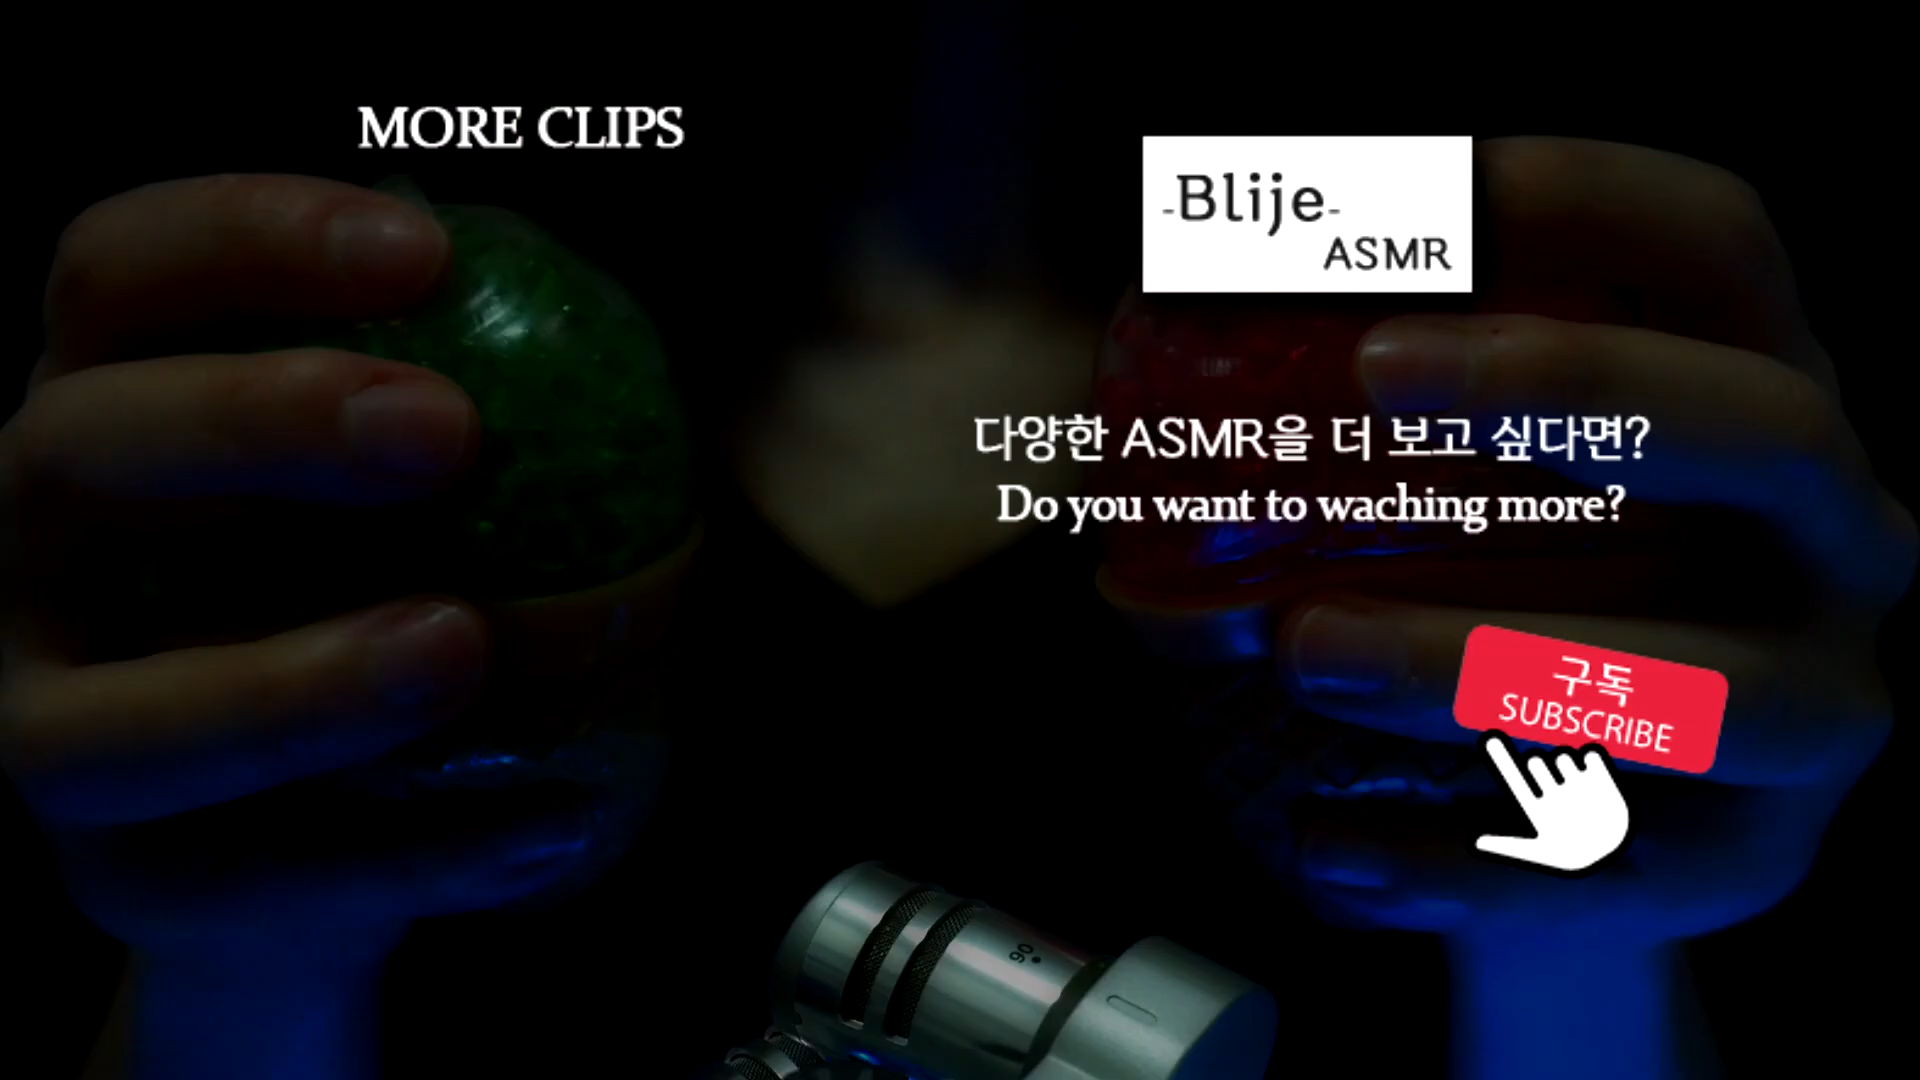 MORE CLIPS
-Blije-
ASMR
다양한 ASMR을 더 보고 싶다면?
Do you want to waching more?
구독
SUBSCRIBE
90